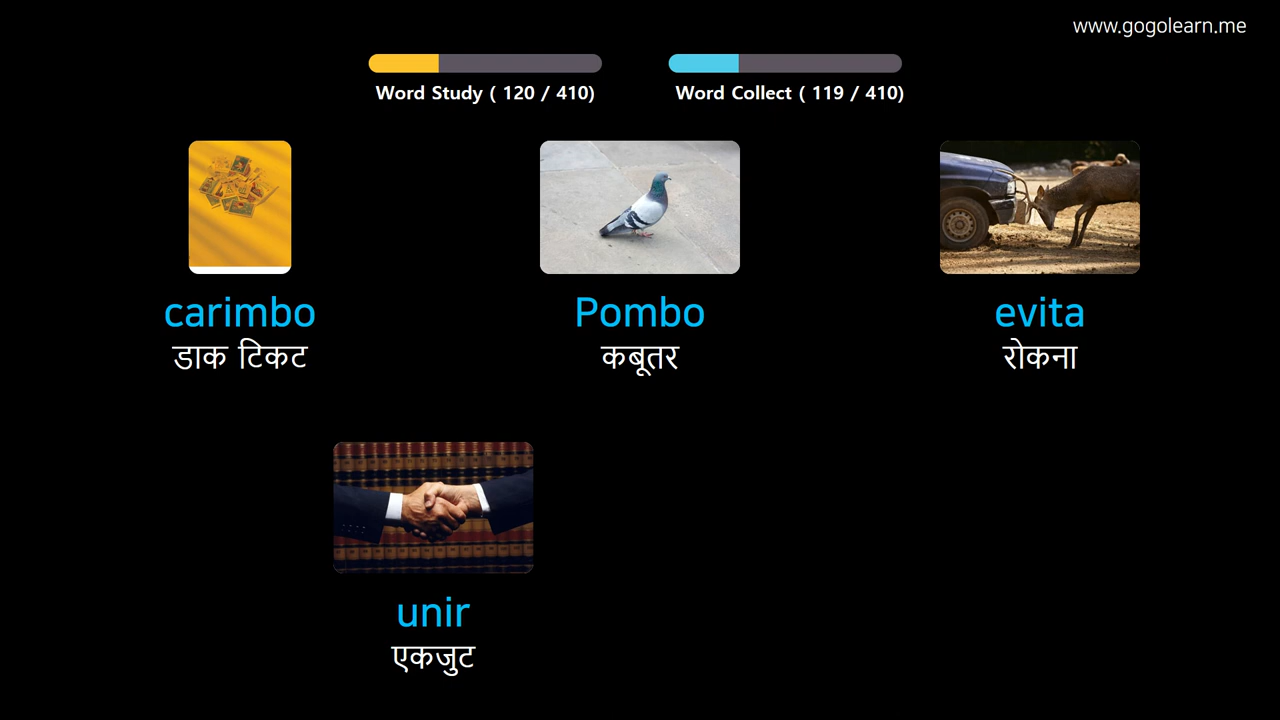 www.gogolearn.me
Word Study ( 120 / 410)
Word Collect ( 119 / 410)
carimbo
डाक टिकट
Pombo
कबूतर
evita
रोकना
unir
एकजुट